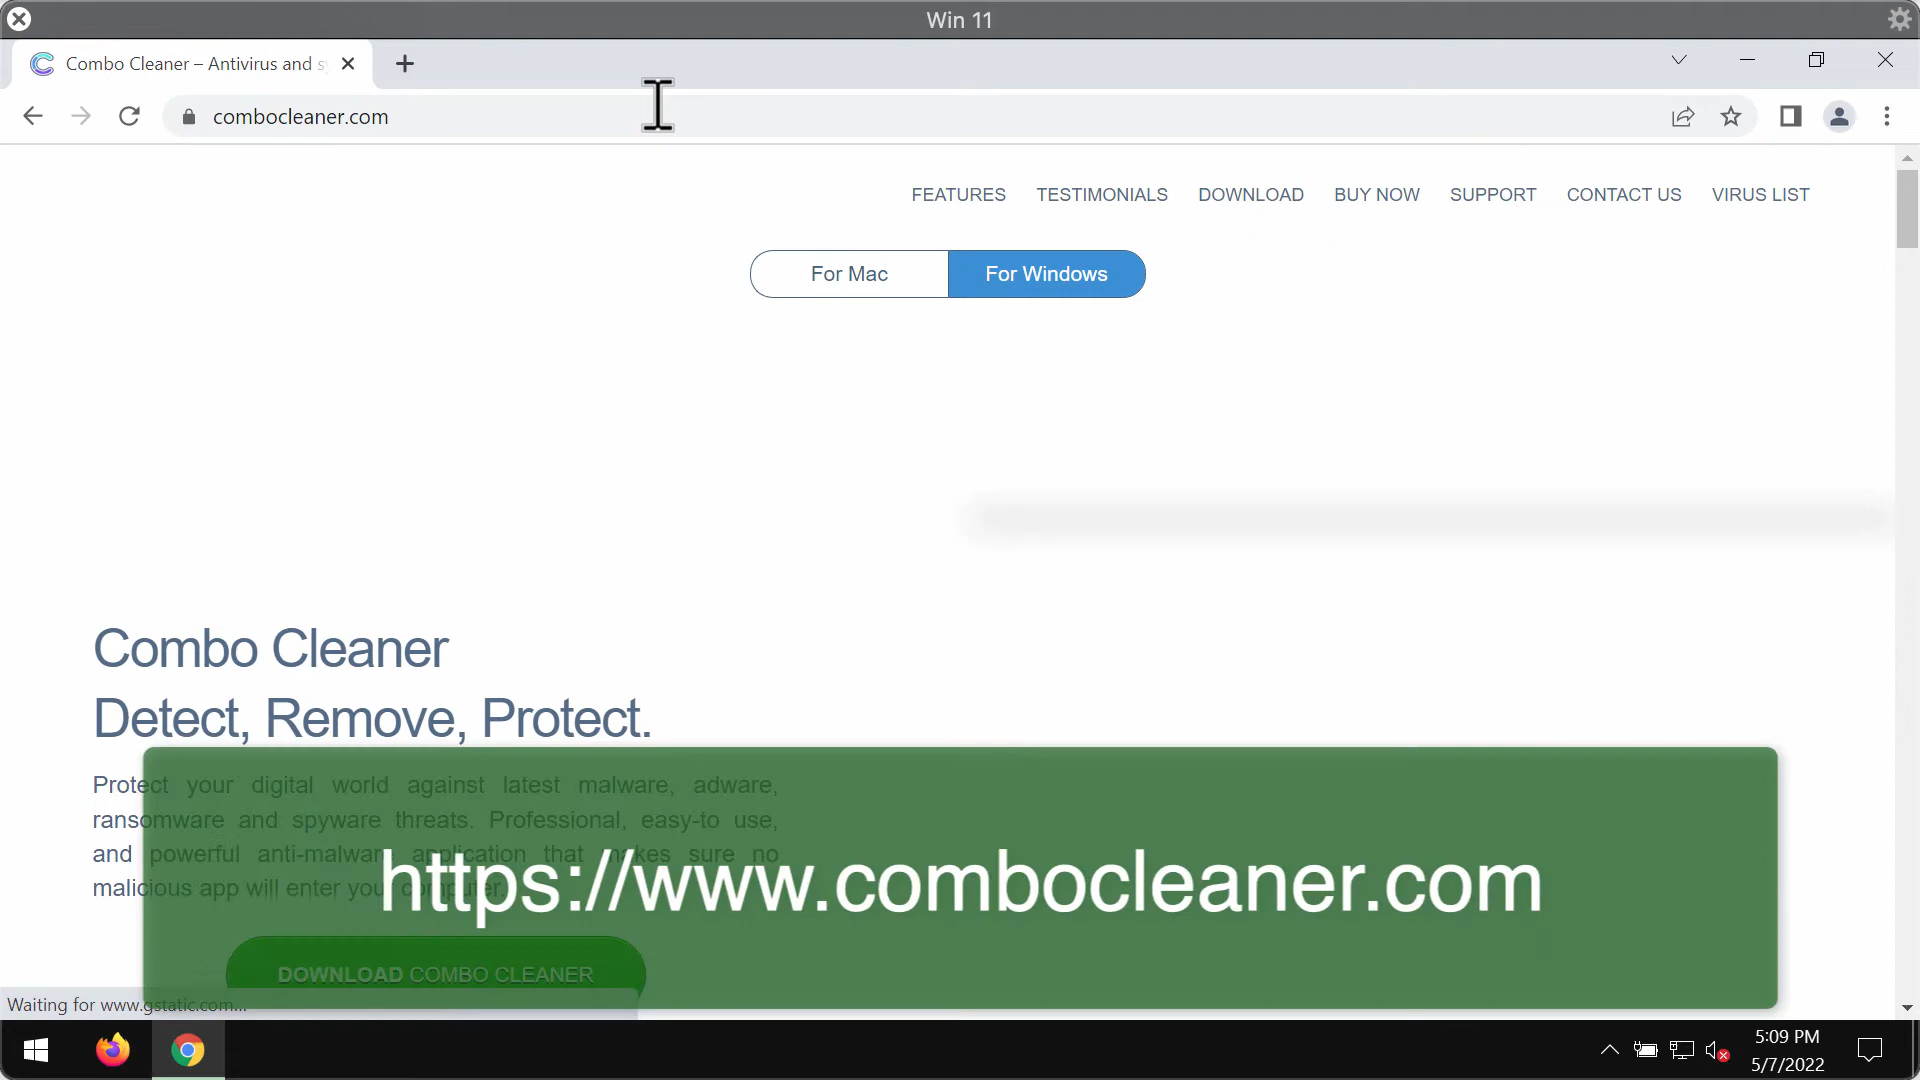 Win 11
Combo Cleaner – Antivirus and sy
combocleaner.com
FEATURES TESTIMONIALS DOWNLOAD BUY NOW SUPPORT CONTACT US VIRUS LIST
For Mac For Windows
Combo Cleaner
Detect, Remove, Protect.
Protect your digital world against latest malware, adware,
ransomware and spyware threats. Professional, easy-to use,
and powerful anti-malware application that makes sure no
malicious app will enter your computer.
https://www.combocleaner.com
DOWNLOAD COMBO CLEANER
Waiting for www.gstatic.com...
5:09 PM
5/7/2022